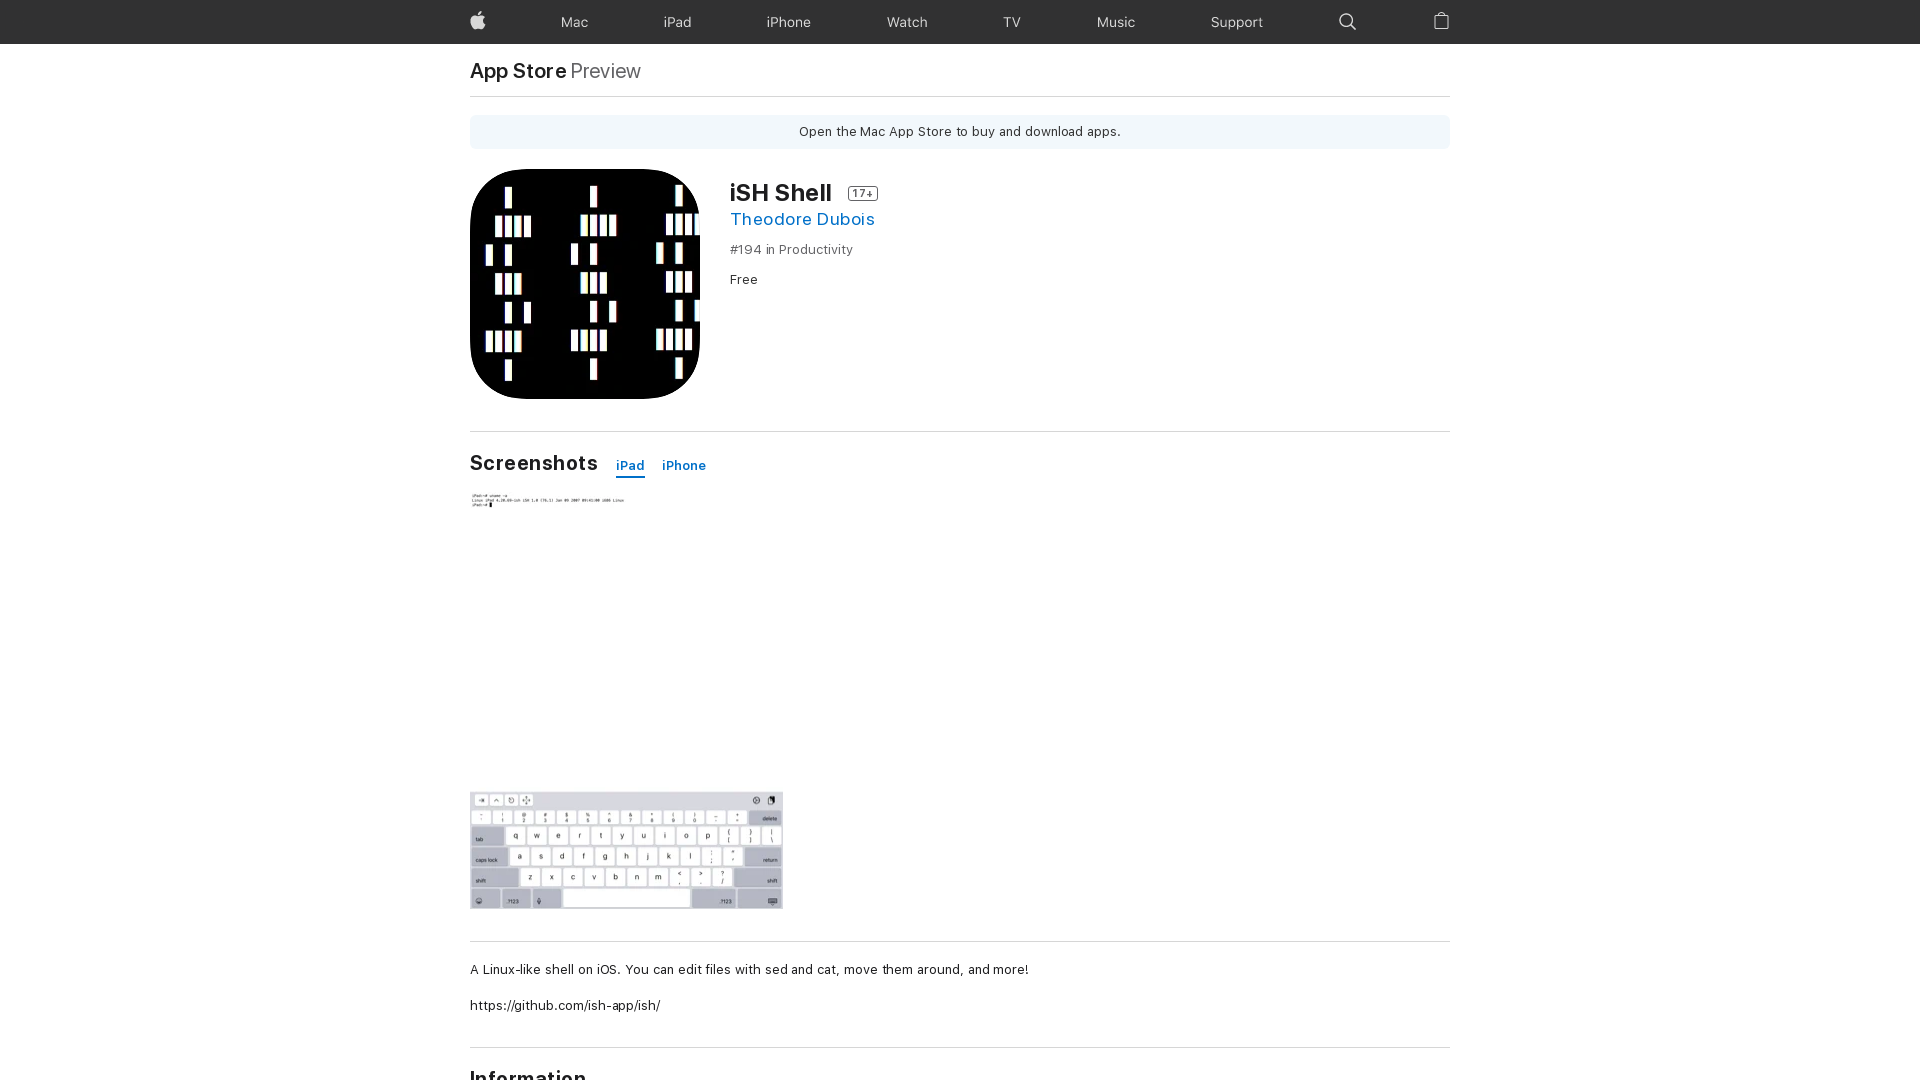 Mac
iPad
iPhone
Watch
TV
Music
Support
App Store Preview
Open the Mac App Store to buy and download apps.
iSH Shell 17+
Theodore Dubois
#194 in Productivity
Free
Screenshots iPad iPhone
iPad:~# uname -a
iPad:~#
delete
tab q w e r t y u i o p
caps lock a s d f g h j k l return
shift z x c v b n m shift
.?123 .?123
A Linux-like shell on iOS. You can edit files with sed and cat, move them around, and more!
https://github.com/ish-app/ish/
Information